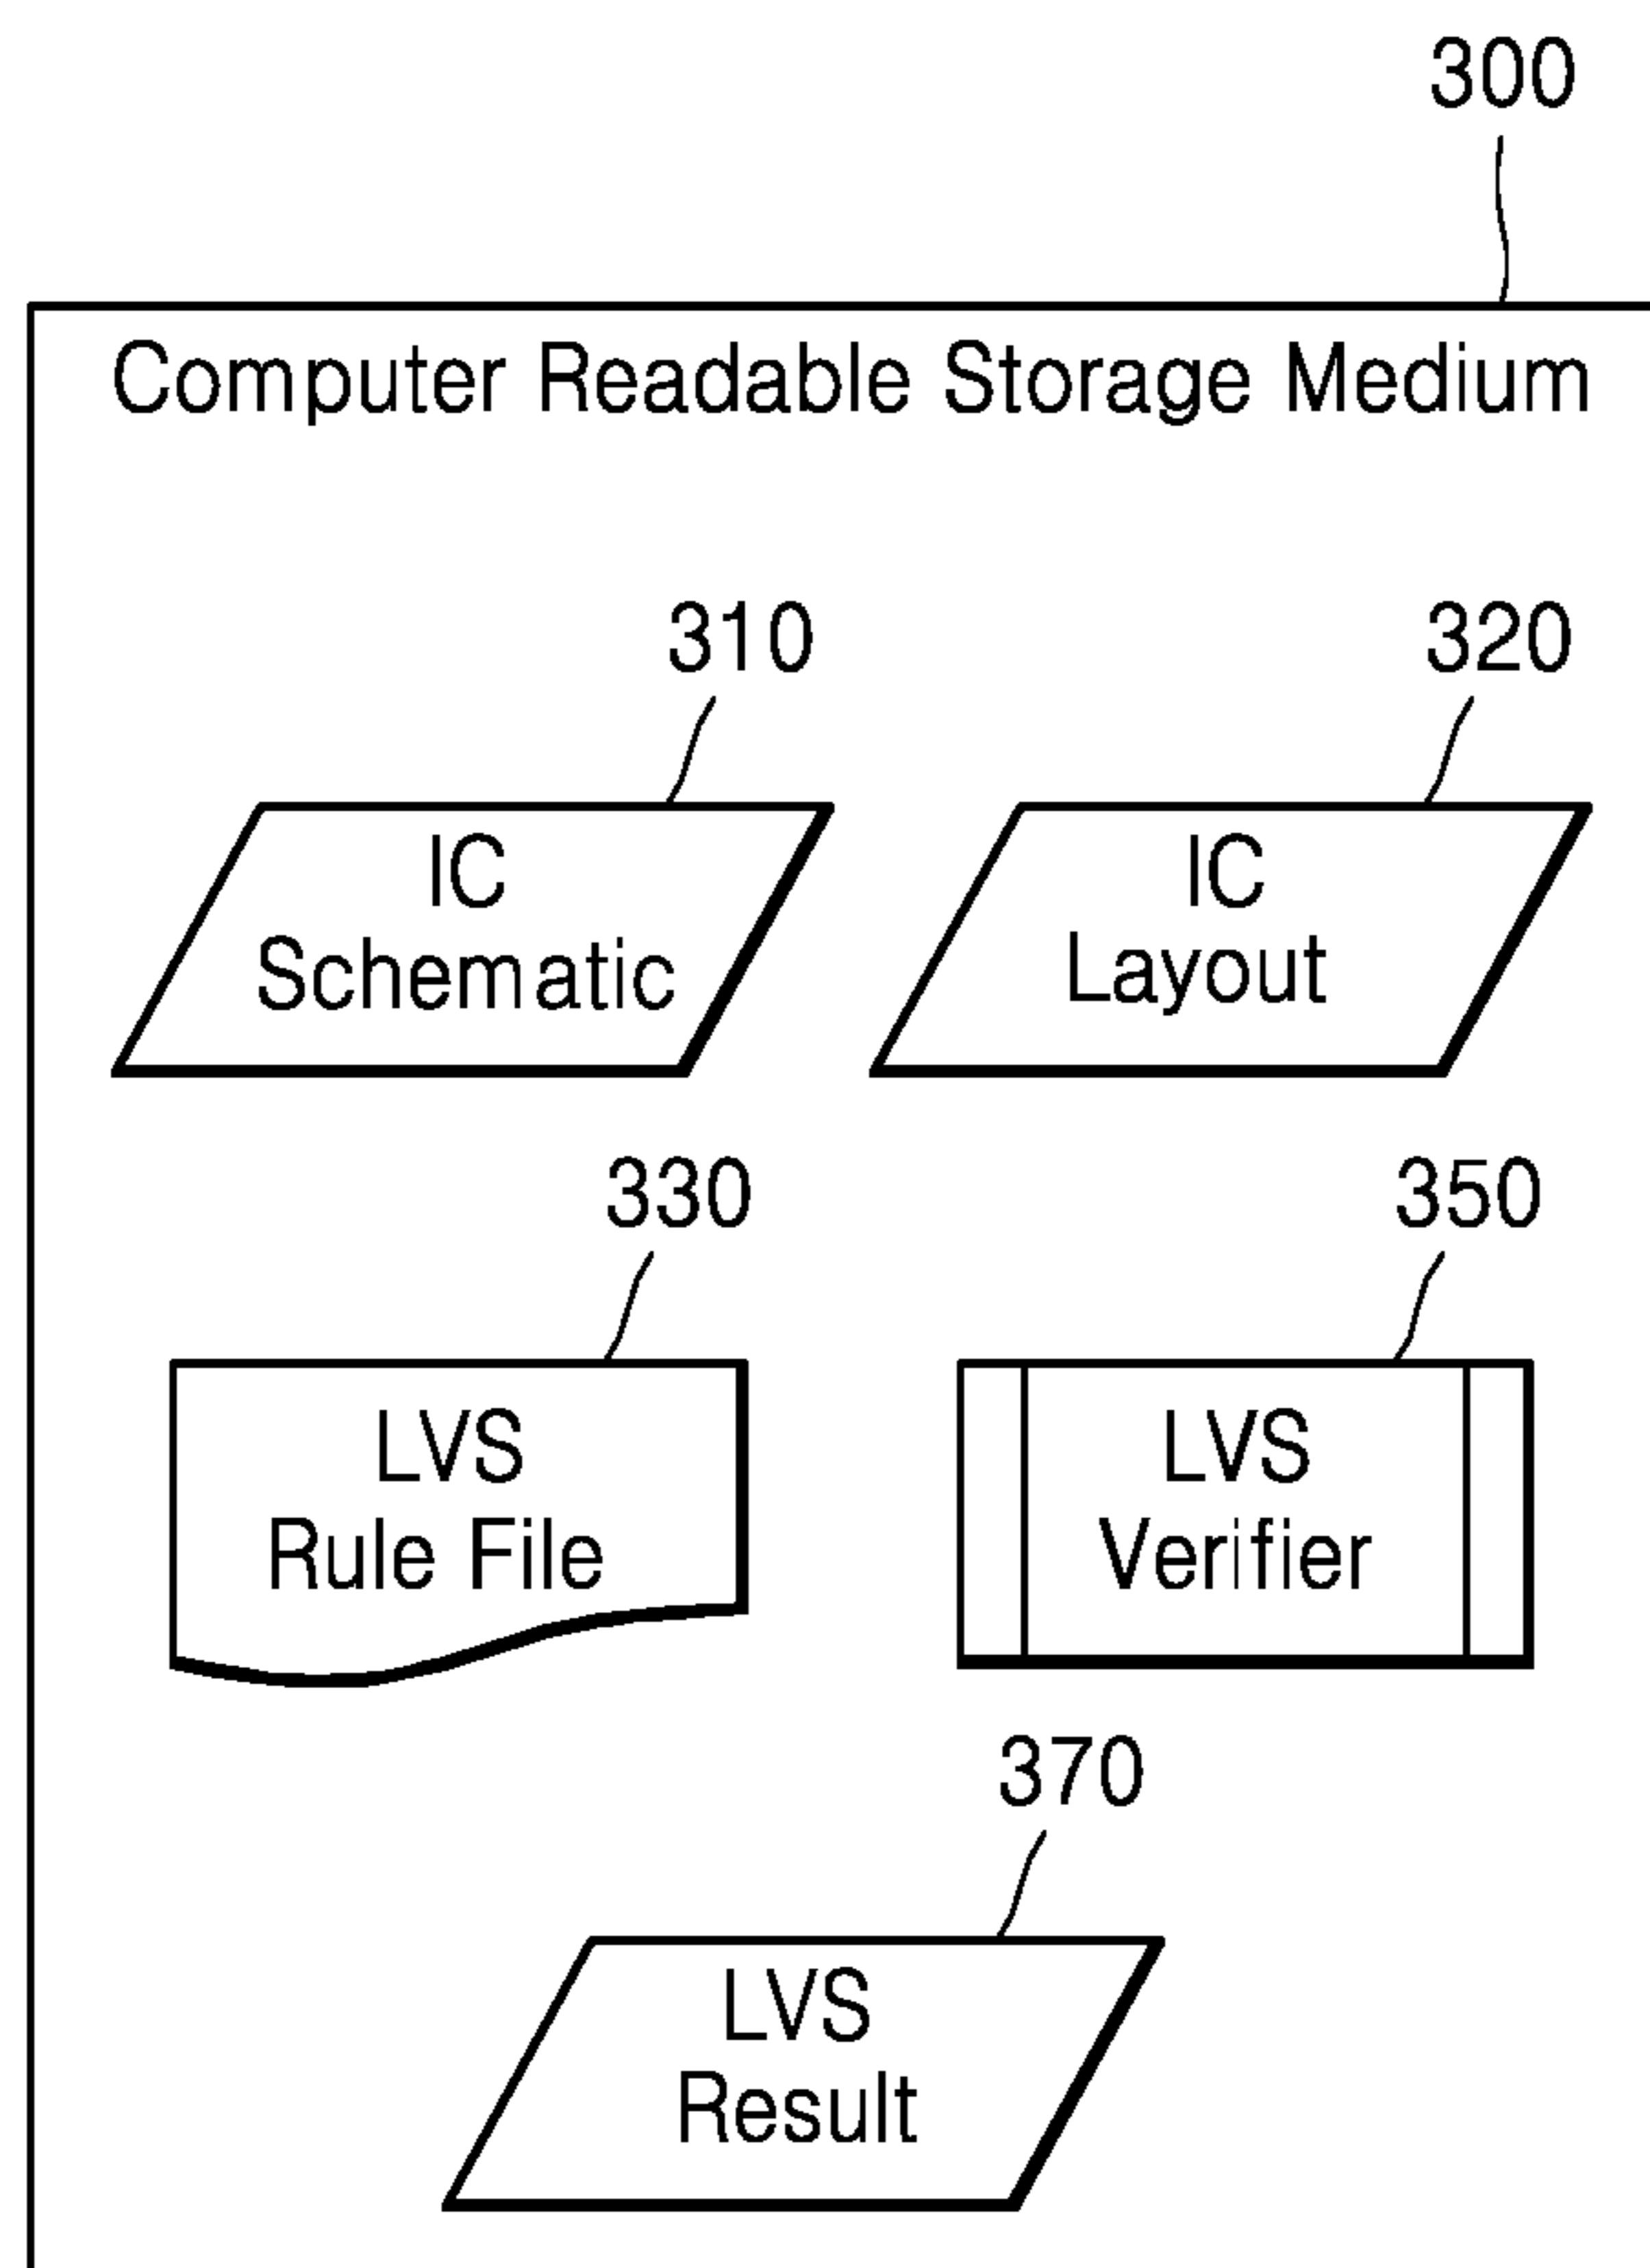 300
Computer Readable Storage Medium
310
320
IC
Schematic
IC
Layout
330
350
LVS
Rule File
LVS
Verifier
370
LVS
Result